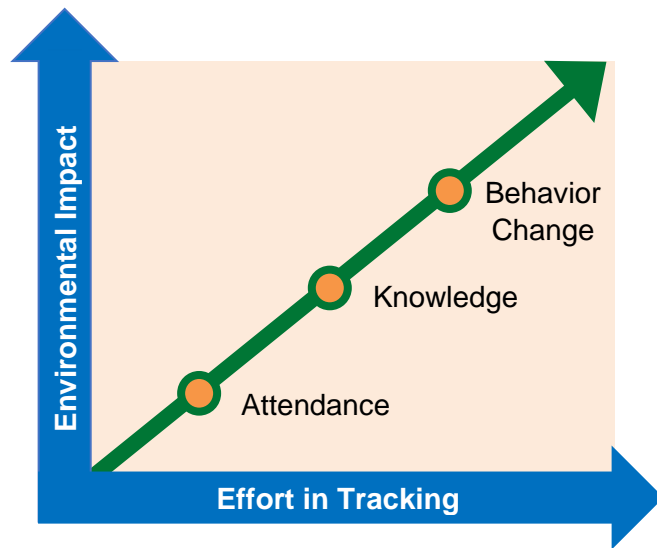 Environmental Impact
Behavior
Change
Knowledge
Attendance
Effort in Tracking